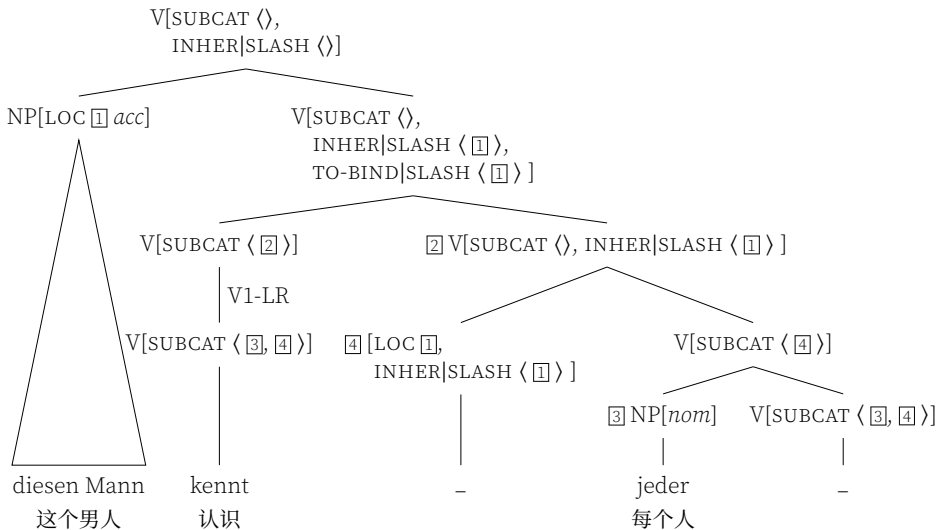 V[SUBCAT ⟨⟩,
INHER|SLASH ⟨⟩]
NP[LOC 1 acc]
V[SUBCAT ⟨⟩,
INHER|SLASH ⟨ 1 ⟩,
TO-BIND|SLASH ⟨ 1 ⟩ ]
V[SUBCAT ⟨ 2 ⟩]
2 V[SUBCAT ⟨⟩, INHER|SLASH ⟨ 1 ⟩ ]
V1-LR
V[SUBCAT ⟨ 3, 4 ⟩]
4 [LOC 1,
INHER|SLASH ⟨ 1 ⟩ ]
V[SUBCAT ⟨ 4 ⟩]
3 NP[nom]
V[SUBCAT ⟨ 3, 4 ⟩]
diesen Mann kennt _ jeder _
这个男人 认识 每个人